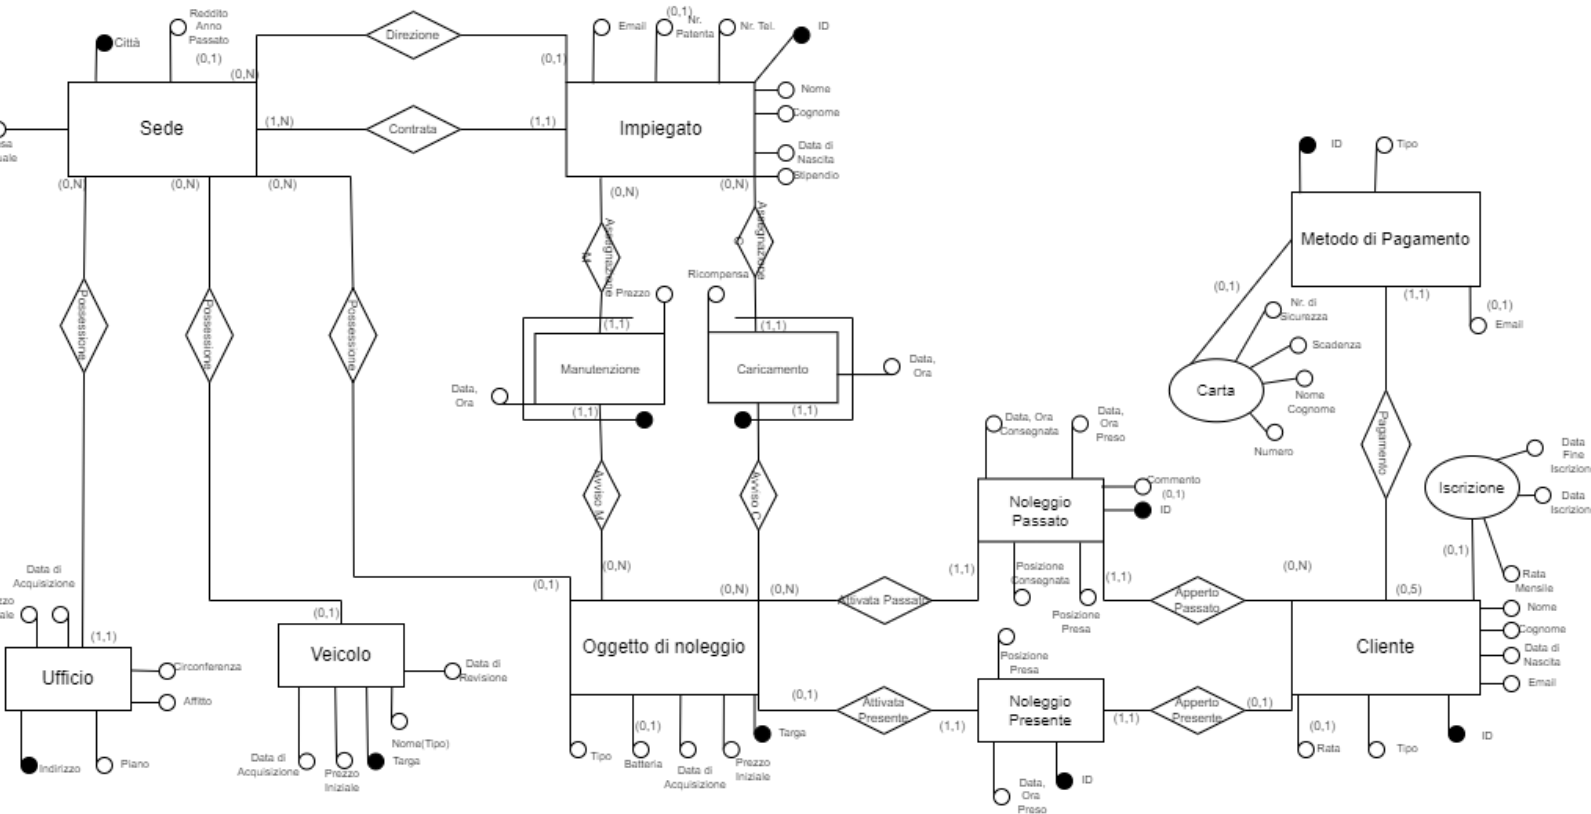 Città
Reddito
Anno
Passato
(0,1)
(0,N)
Direzione
(0,1)
Email
(0,1)
Nr.
Patenta
Nr. Tel.
ID
Nome
Cognome
Data di
Nascita
Stipendio
Sede
(1,N)
Contrata
(1,1)
Impiegato
(0,N)
(0,N)
(0,N)
(0,N)
(0,N)
Possessione
Possessione
Possessione
Assegnazione
M
Assegnazione
C
Ricompensa
Prezzo
(1,1)
(1,1)
Manutenzione
Caricamento
Data,
Ora
Data,
Ora
(1,1)
(1,1)
Avviso M
Avviso C
ID
Tipo
Metodo di Pagamento
(0,1)
(1,1)
(0,1)
Email
Nr. di
Sicurezza
Scadenza
Carta
Nome
Cognome
Numero
Pagamento
Data, Ora
Consegnata
Data,
Ora
Preso
Commento
(0,1)
ID
Noleggio
Passato
Iscrizione
Data
Fine
Iscrizion
Data
Iscrizion
(0,1)
Rata
Mensile
(0,N)
(0,1)
(0,N)
(0,N)
(1,1)
Attivata Passato
Posizione
Consegnata
Posizione
Presa
(1,1)
Apperto
Passato
(0,N)
(0,5)
Data di
Acquisizione
(1,1)
Ufficio
Circonferenza
Affitto
Indirizzo
Piano
(0,1)
Veicolo
Data di
Revisione
Data di
Acquisizione
Prezzo
Iniziale
Targa
Nome(Tipo)
Oggetto di noleggio
Tipo
(0,1)
Batteria
Data di
Acquisizione
Prezzo
Iniziale
Targa
(0,1)
Attivata
Presente
(1,1)
Posizione
Presa
Noleggio
Presente
Data,
Ora
Preso
ID
(1,1)
Apperto
Presente
(0,1)
Cliente
Nome
Cognome
Data di
Nascita
Email
(0,1)
Rata
Tipo
ID